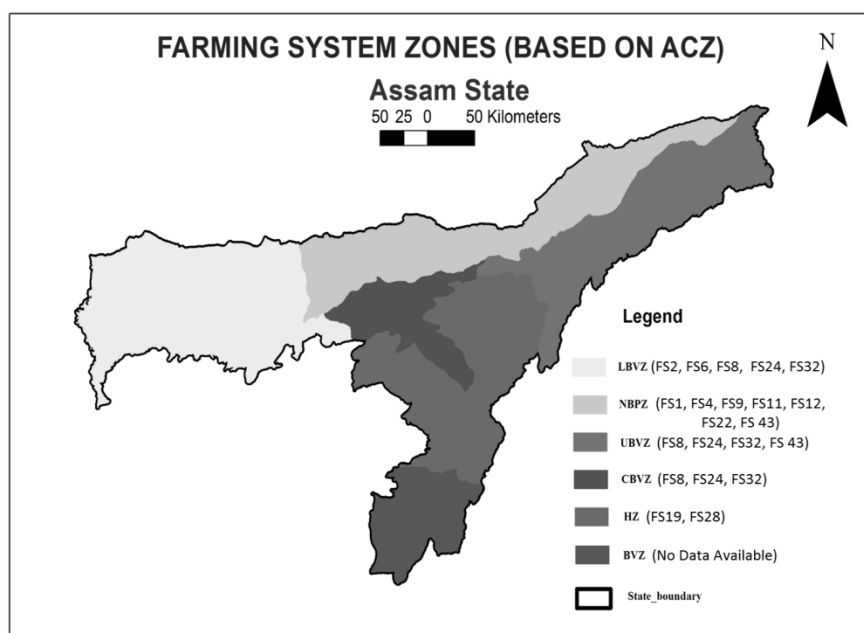 FARMING SYSTEM ZONES (BASED ON ACZ)
N
Assam State
50 25 0 50 Kilometers
Legend
LBVZ (FS2, FS6, FS8, FS24, FS32)
NBPZ (FS1, FS4, FS9, FS11, FS12,
FS22, FS 43)
UBVZ (FS8, FS24, FS32, FS 43)
CBVZ (FS8, FS24, FS32)
HZ (FS19, FS28)
BVZ (No Data Available)
State_boundary